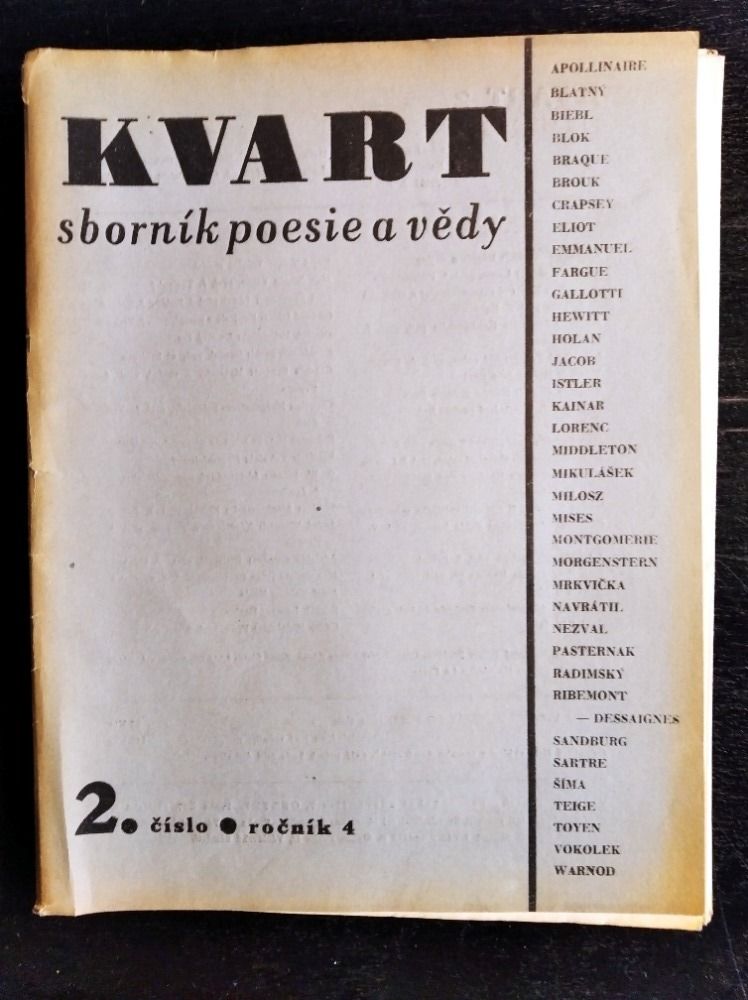 KVART
sborník poesie a vědy
2. číslo ● ročník 4
APOLLINAIRE
BLATNÝ
BIEBL
BLOK
BRAQUE
BROUK
CRAPSEY
ELIOT
EMMANUEL
FARGUE
GALLOTTI
HEWITT
HOLAN
JACOB
ISTLER
KAINAR
LORENC
MIDDLETON
MIKULÁŠEK
MILOSZ
MISES
MONTGOMERIE
MORGENSTERN
MRKVIČKA
NAVRÁTIL
NEZVAL
PASTERNAK
RADIMSKÝ
RIBEMONT
— DESSAIGNES
SANDBURG
SARTRE
ŠÍMA
TEIGE
TOYEN
VOKOLEK
WARNOD